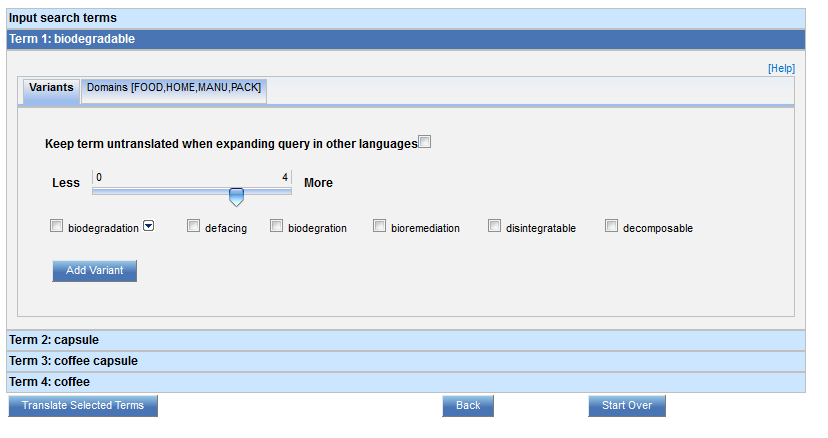 Input search terms
Term 1: biodegradable
[Help]
Variants Domains [FOOD,HOME,MANU,PACK]
Keep term untranslated when expanding query in other languages
0 4
Less More
biodegradation defacing biodegration bioremediation disintegratable decomposable
Add Variant
Term 2: capsule
Term 3: coffee capsule
Term 4: coffee
Translate Selected Terms Back Start Over